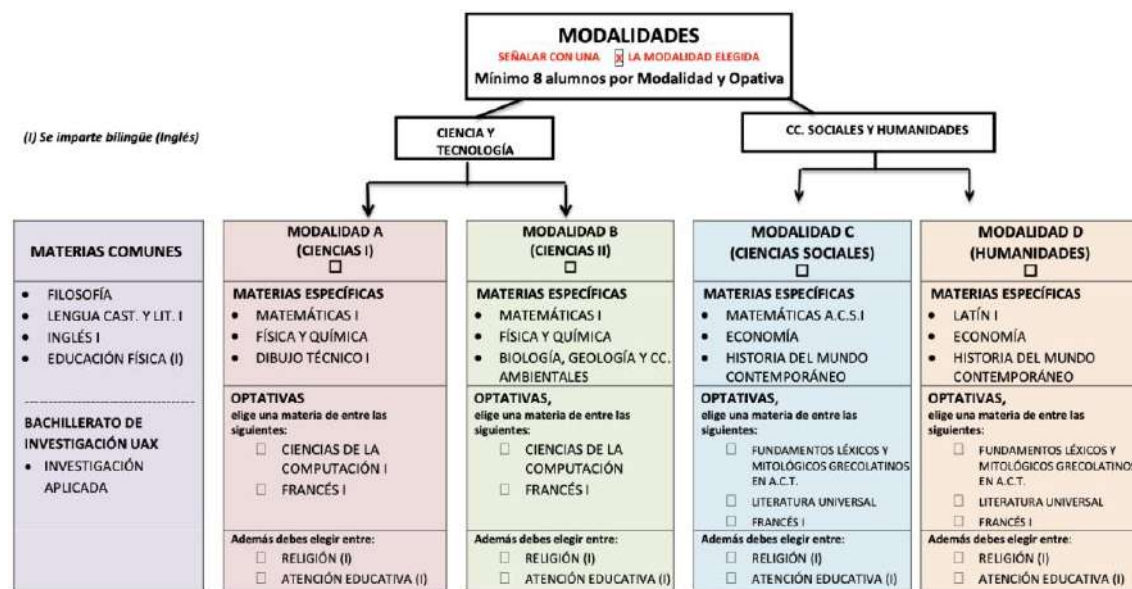 MODALIDADES
SEÑALAR CON UNA X LA MODALIDAD ELEGIDA
Mínimo 8 alumnos por Modalidad y Opativa
(I) Se imparte bilingüe (Inglés)
CIENCIA Y
TECNOLOGÍA
CC. SOCIALES Y HUMANIDADES
MATERIAS COMUNES
• FILOSOFÍA
• LENGUA CAST. Y LIT. I
• INGLÉS I
• EDUCACIÓN FÍSICA (I)
BACHILLERATO DE
INVESTIGACIÓN UAX
• INVESTIGACIÓN
APLICADA
MODALIDAD A
(CIENCIAS I)
☐
MATERIAS ESPECÍFICAS
• MATEMÁTICAS I
• FÍSICA Y QUÍMICA
• DIBUJO TÉCNICO I
OPTATIVAS
elige una materia de entre las
siguientes:
☐ CIENCIAS DE LA
COMPUTACIÓN I
☐ FRANCÉS I
Además debes elegir entre:
☐ RELIGIÓN (I)
☐ ATENCIÓN EDUCATIVA (I)
MODALIDAD B
(CIENCIAS II)
☐
MATERIAS ESPECÍFICAS
• MATEMÁTICAS I
• FÍSICA Y QUÍMICA
• BIOLOGÍA, GEOLOGÍA Y CC.
AMBIENTALES
OPTATIVAS,
elige una materia de entre las
siguientes:
☐ CIENCIAS DE LA
COMPUTACIÓN
☐ FRANCÉS I
Además debes elegir entre:
☐ RELIGIÓN (I)
☐ ATENCIÓN EDUCATIVA (I)
MODALIDAD C
(CIENCIAS SOCIALES)
☐
MATERIAS ESPECÍFICAS
• MATEMÁTICAS A.C.S.I
• ECONOMÍA
• HISTORIA DEL MUNDO
CONTEMPORÁNEO
OPTATIVAS,
elige una materia de entre las
siguientes:
☐ FUNDAMENTOS LÉXICOS Y
MITOLÓGICOS GRECOLATINOS
EN A.C.T.
☐ LITERATURA UNIVERSAL
☐ FRANCÉS I
Además debes elegir entre:
☐ RELIGIÓN (I)
☐ ATENCIÓN EDUCATIVA (I)
MODALIDAD D
(HUMANIDADES)
☐
MATERIAS ESPECÍFICAS
• LATÍN I
• ECONOMÍA
• HISTORIA DEL MUNDO
CONTEMPORÁNEO
OPTATIVAS,
elige una materia de entre las
siguientes:
☐ FUNDAMENTOS LÉXICOS Y
MITOLÓGICOS GRECOLATINOS
EN A.C.T.
☐ LITERATURA UNIVERSAL
☐ FRANCÉS I
Además debes elegir entre:
☐ RELIGIÓN (I)
☐ ATENCIÓN EDUCATIVA (I)